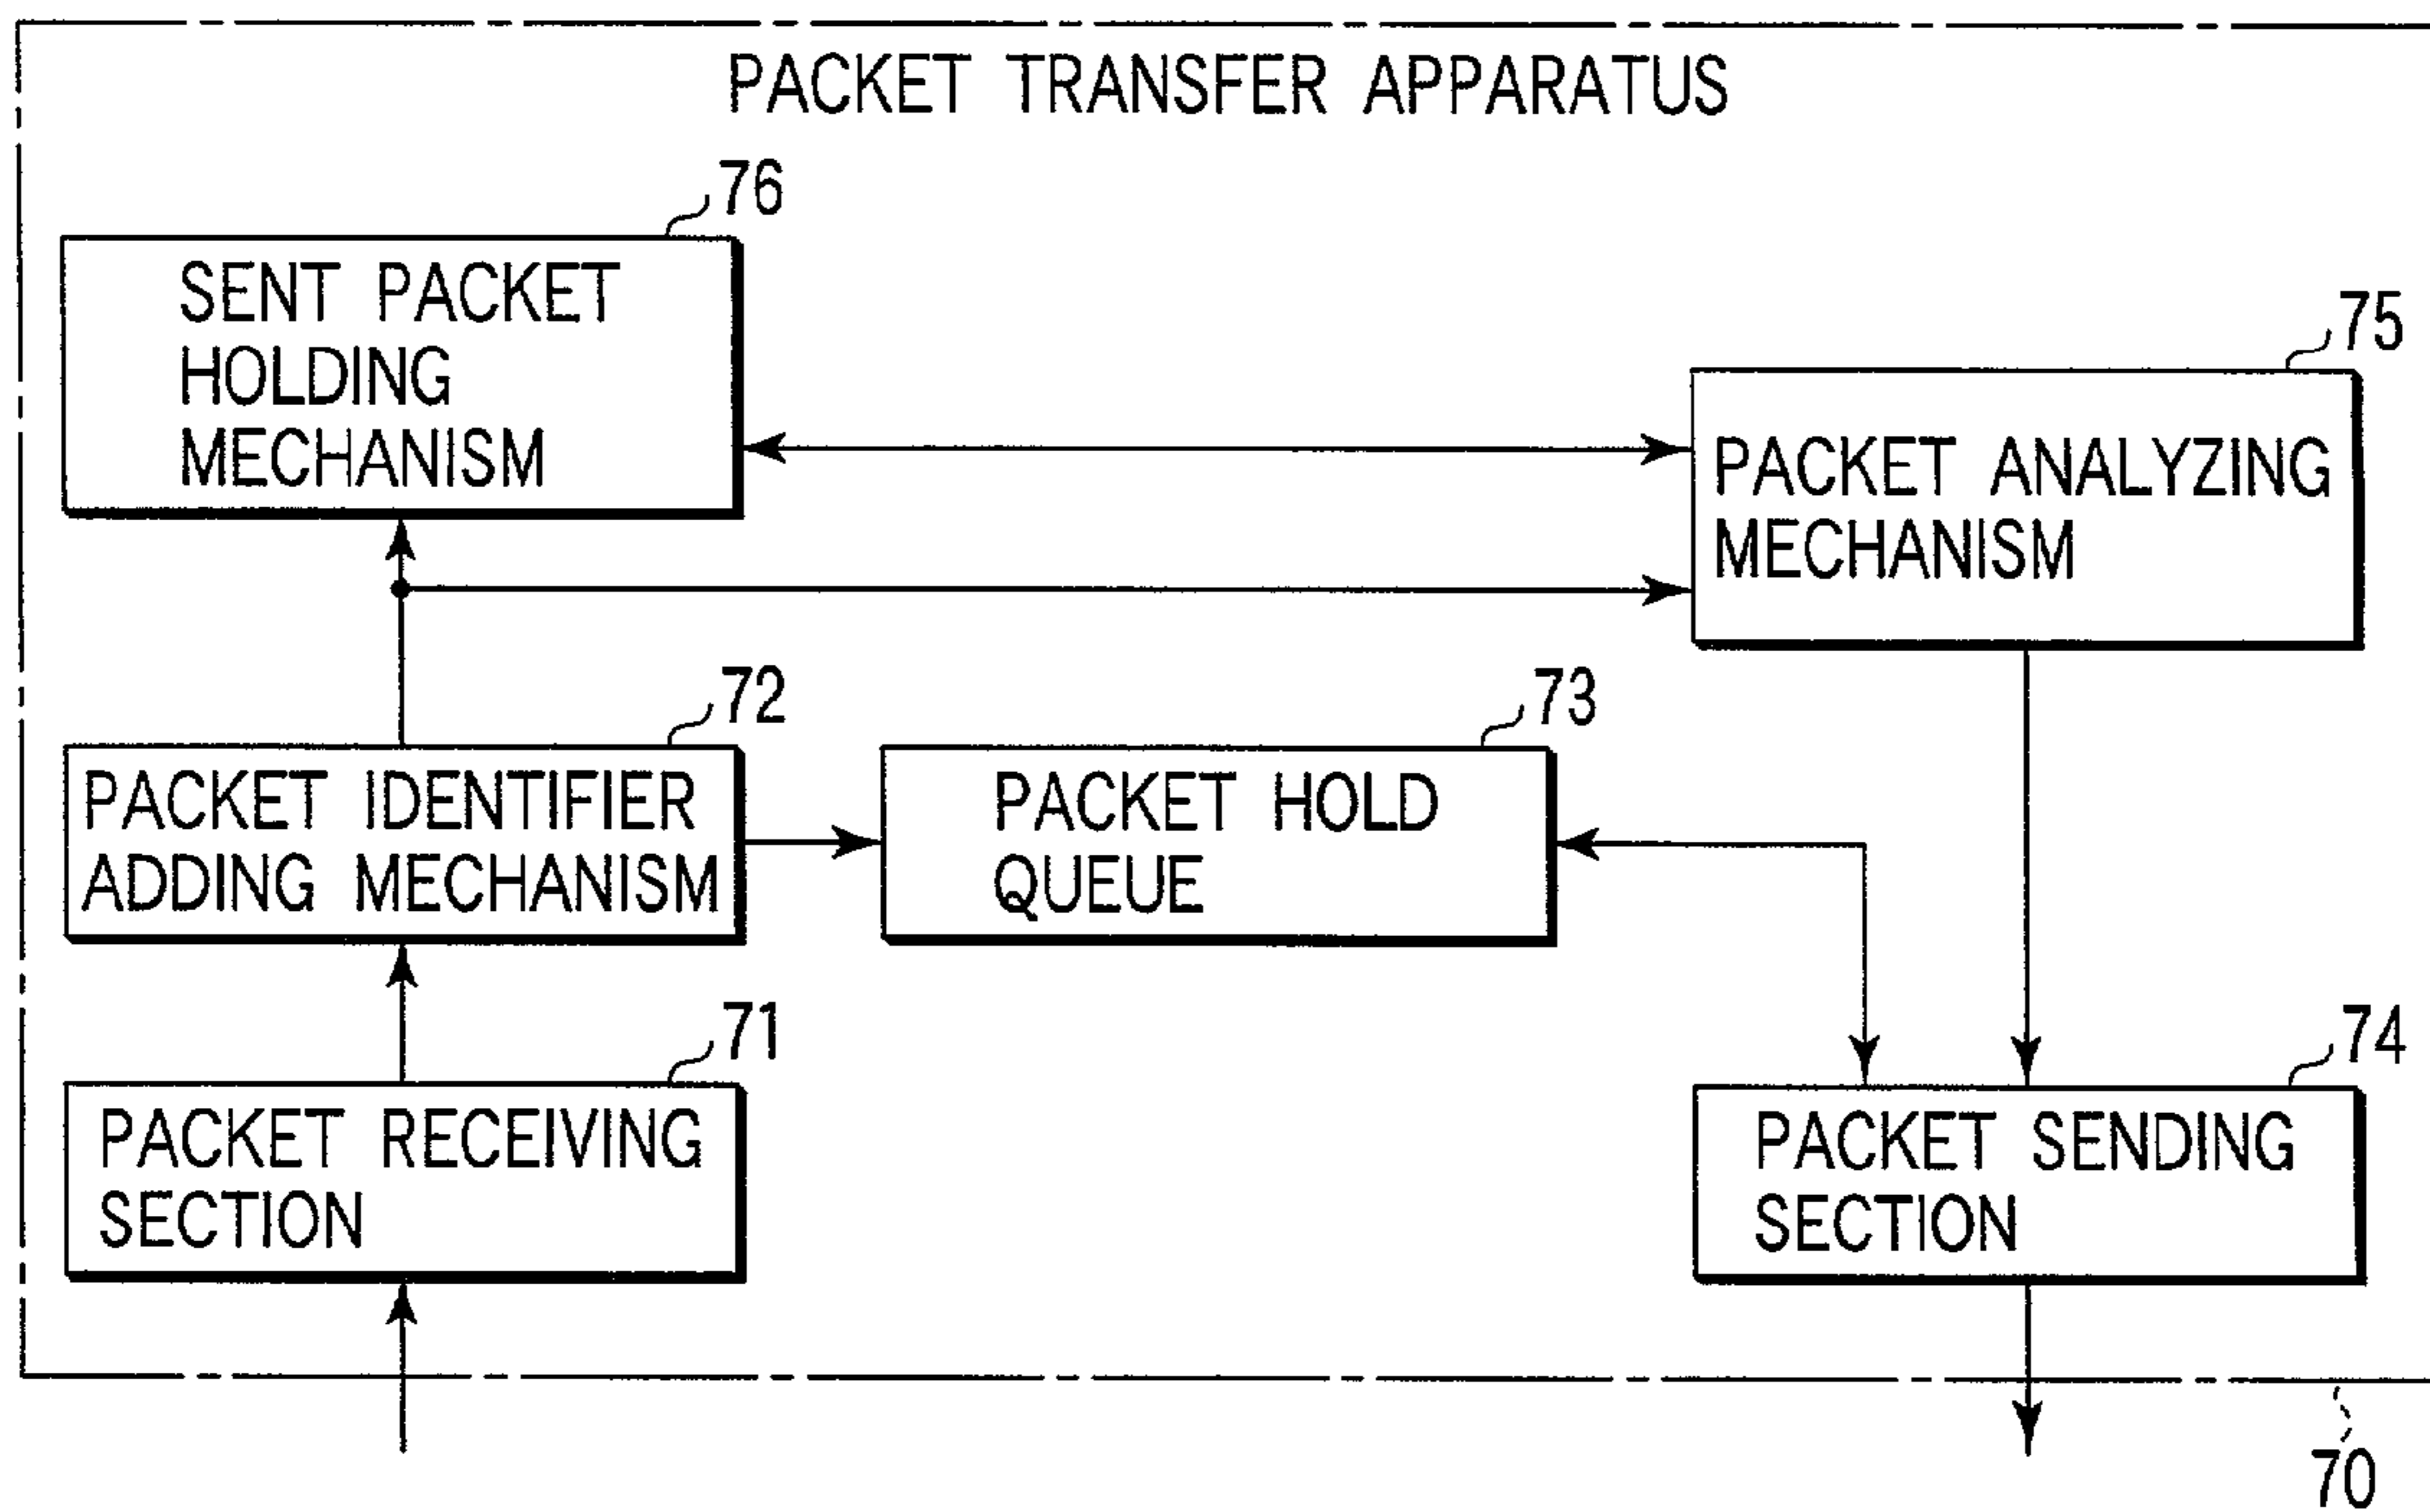 PACKET TRANSFER APPARATUS
76
SENT PACKET
HOLDING
MECHANISM
75
PACKET ANALYZING
MECHANISM
72
PACKET IDENTIFIER
ADDING MECHANISM
73
PACKET HOLD
QUEUE
71
PACKET RECEIVING
SECTION
74
PACKET SENDING
SECTION
70